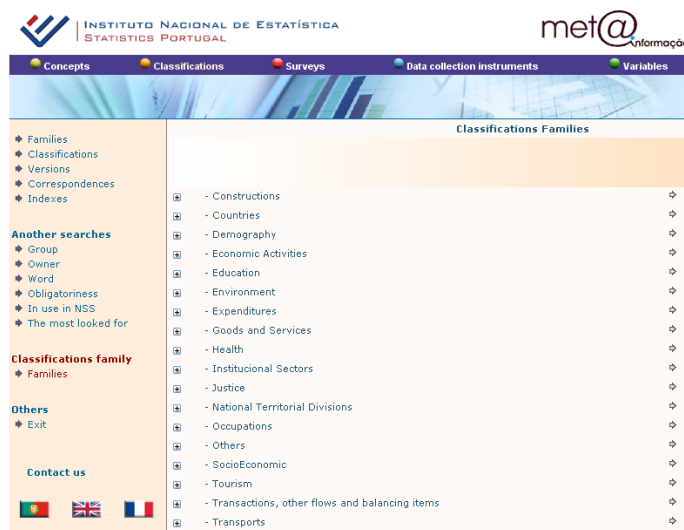 INSTITUTO NACIONAL DE ESTATÍSTICA
STATISTICS PORTUGAL
met@informação
Concepts
Classifications
Surveys
Data collection instruments
Variables
Classifications Families
Families
Classifications
Versions
Correspondences
Indexes
Another searches
Group
Owner
Word
Obligatoriness
In use in NSS
The most looked for
Classifications family
Families
Others
Exit
Contact us
- Constructions
- Countries
- Demography
- Economic Activities
- Education
- Environment
- Expenditures
- Goods and Services
- Health
- Institutional Sectors
- Justice
- National Territorial Divisions
- Occupations
- Others
- SocioEconomic
- Tourism
- Transactions, other flows and balancing items
- Transports